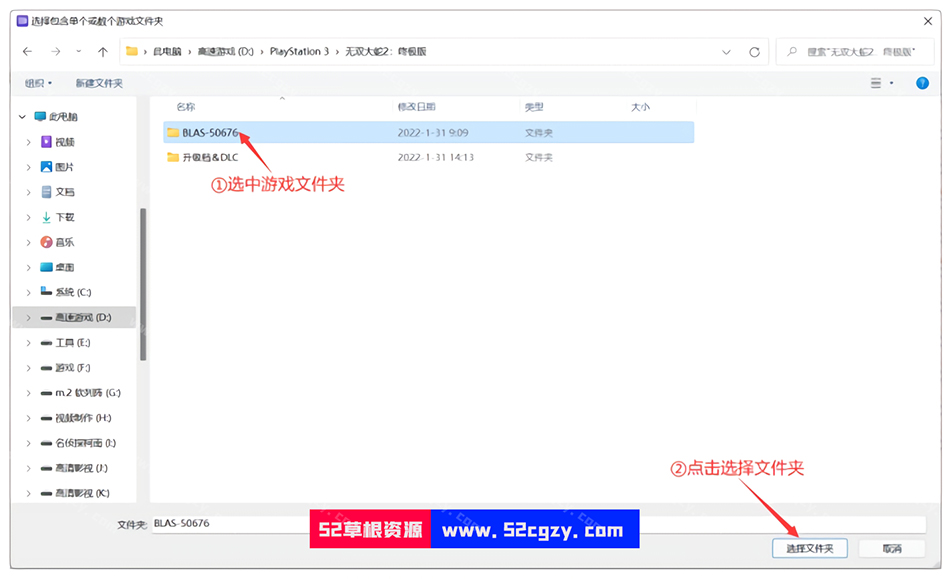 选择包含单个或数个游戏文件夹
此电脑 › 高速游戏 (D:) › PlayStation 3 › 无双大蛇2：终极版
搜索"无双大蛇2：终极版"
组织 新建文件夹
名称 修改日期 类型 大小
此电脑
视频
图片
文档
下载
音乐
桌面
系统 (C:)
高速游戏 (D:)
工具 (E:)
游戏 (F:)
m.2 软列阵 (G:)
视频制作 (H:)
名侦探柯南 (I:)
高清影视 (J:)
高清影视 (K:)
BLAS-50676 2022-1-31 9:09 文件夹
升级档&DLC 2022-1-31 14:13 文件夹
①选中游戏文件夹
②点击选择文件夹
文件夹: BLAS-50676
52草根资源 www.52cgzy.com
选择文件夹 取消